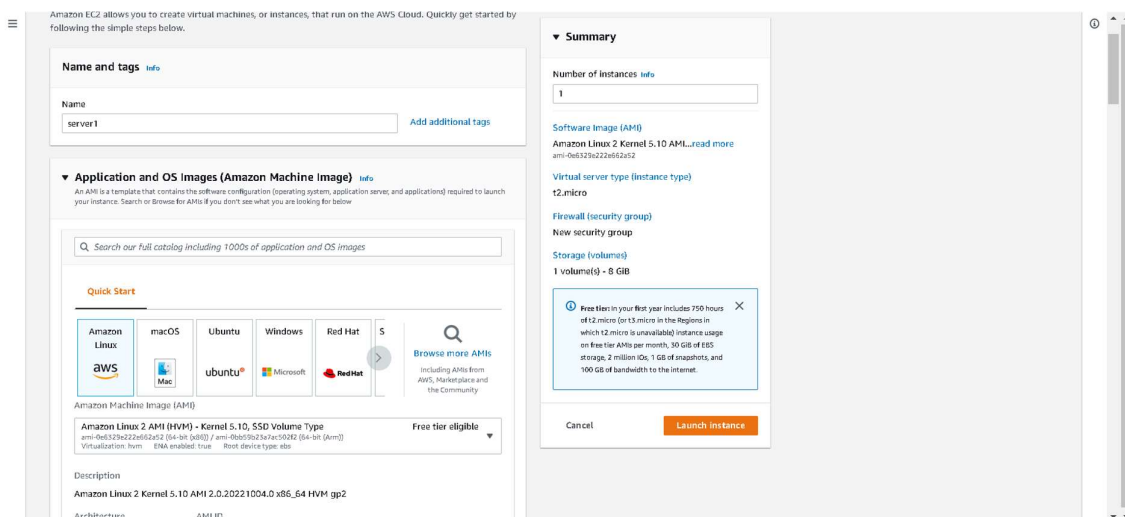 Amazon EC2 allows you to create virtual machines, or instances, that run on the AWS Cloud. Quickly get started by
following the simple steps below.
Name and tags Info
Name
server1
Add additional tags
Application and OS Images (Amazon Machine Image) Info
An AMI is a template that contains the software configuration (operating system, application server, and applications) required to launch
your instance. Search or Browse for AMIs if you don't see what you are looking for below
Search our full catalog including 1000s of application and OS images
Quick Start
Amazon
Linux
aws
macOS
Mac
Ubuntu
ubuntu
Windows
Microsoft
Red Hat
Red Hat
S
Browse more AMIs
Including AMIs from
AWS, Marketplace and
the Community
Amazon Machine Image (AMI)
Amazon Linux 2 AMI (HVM) - Kernel 5.10, SSD Volume Type
Free tier eligible
ami-0e6329e222e662a52 (64-bit (x86)) / ami-0bb59b23a7ac502f2 (64-bit (Arm))
Virtualization: hvm ENA enabled: true Root device type: ebs
Description
Amazon Linux 2 Kernel 5.10 AMI 2.0.20221004.0 x86_64 HVM gp2
Architecture AMI ID
Summary
Number of instances Info
1
Software Image (AMI)
Amazon Linux 2 Kernel 5.10 AMI...read more
ami-0e6329e222e662a52
Virtual server type (instance type)
t2.micro
Firewall (security group)
New security group
Storage (volumes)
1 volume(s) - 8 GiB
Free tier: In your first year includes 750 hours
of t2.micro (or t3.micro in the Regions in
which t2.micro is unavailable) instance usage
on free tier AMIs per month, 30 GiB of EBS
storage, 2 million IOs, 1 GB of snapshots, and
100 GB of bandwidth to the internet.
Cancel
Launch instance